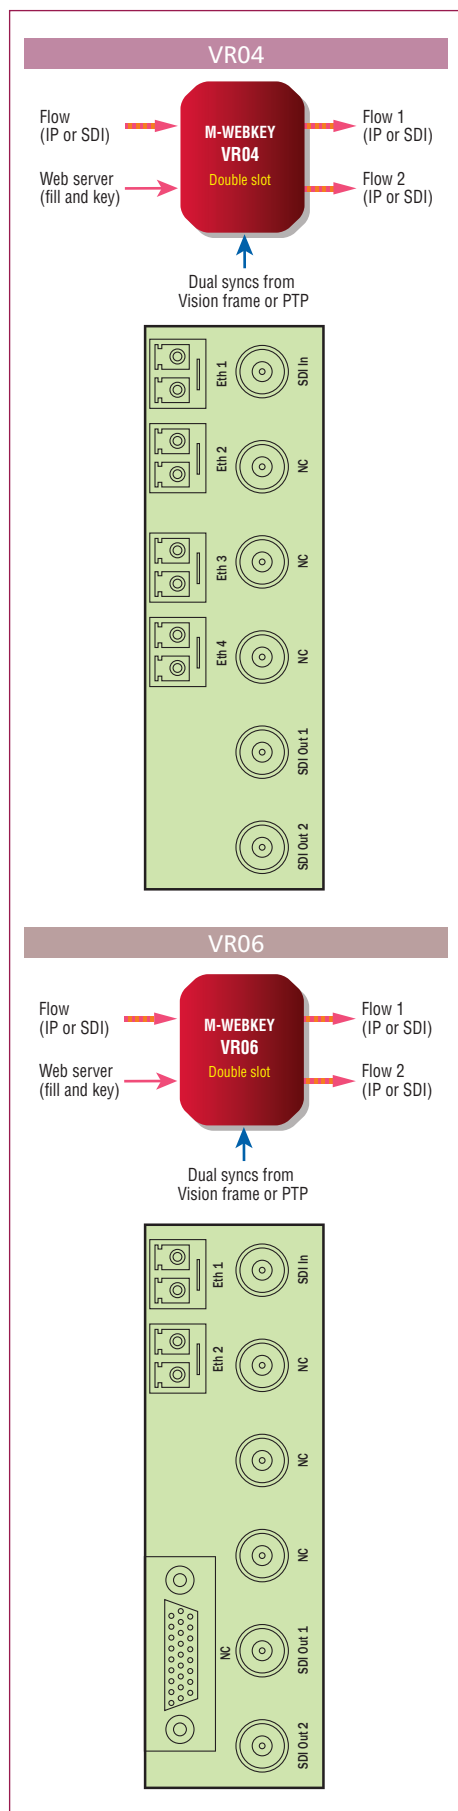 VR04
Flow
(IP or SDI)
Web server
(fill and key)
M-WEBKEY
VR04
Double slot
Flow 1
(IP or SDI)
Flow 2
(IP or SDI)
Dual syncs from
Vision frame or PTP
Eth 1
SDI In
Eth 2
NC
Eth 3
NC
Eth 4
NC
SDI Out 1
SDI Out 2
VR06
Flow
(IP or SDI)
Web server
(fill and key)
M-WEBKEY
VR06
Double slot
Flow 1
(IP or SDI)
Flow 2
(IP or SDI)
Dual syncs from
Vision frame or PTP
Eth 1
SDI In
Eth 2
NC
NC
NC
NC
SDI Out 1
SDI Out 2